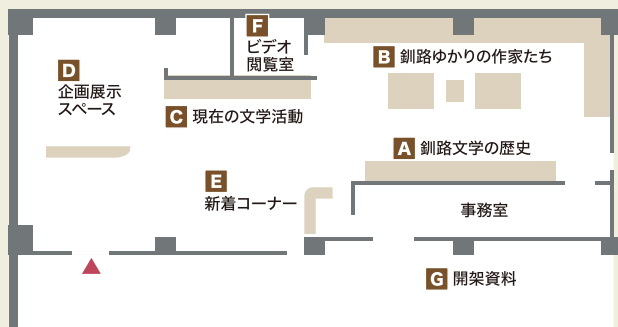 F
ビデオ
閲覧室
B 釧路ゆかりの作家たち
D
企画展示
スペース
C 現在の文学活動
A 釧路文学の歴史
E
新着コーナー
事務室
G 開架資料